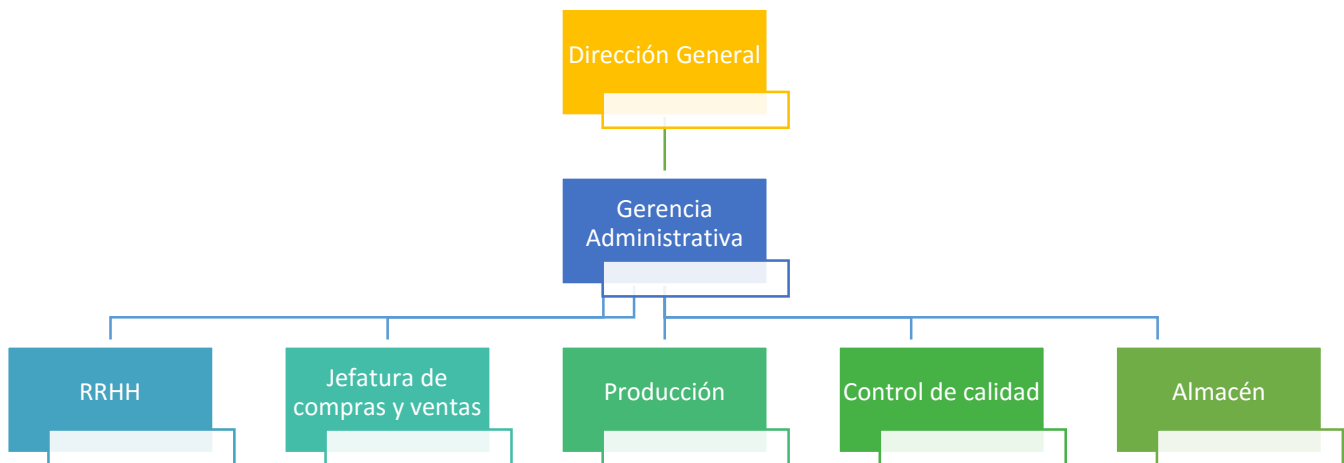 Dirección General
Gerencia
Administrativa
RRHH
Jefatura de
compras y ventas
Producción
Control de calidad
Almacén